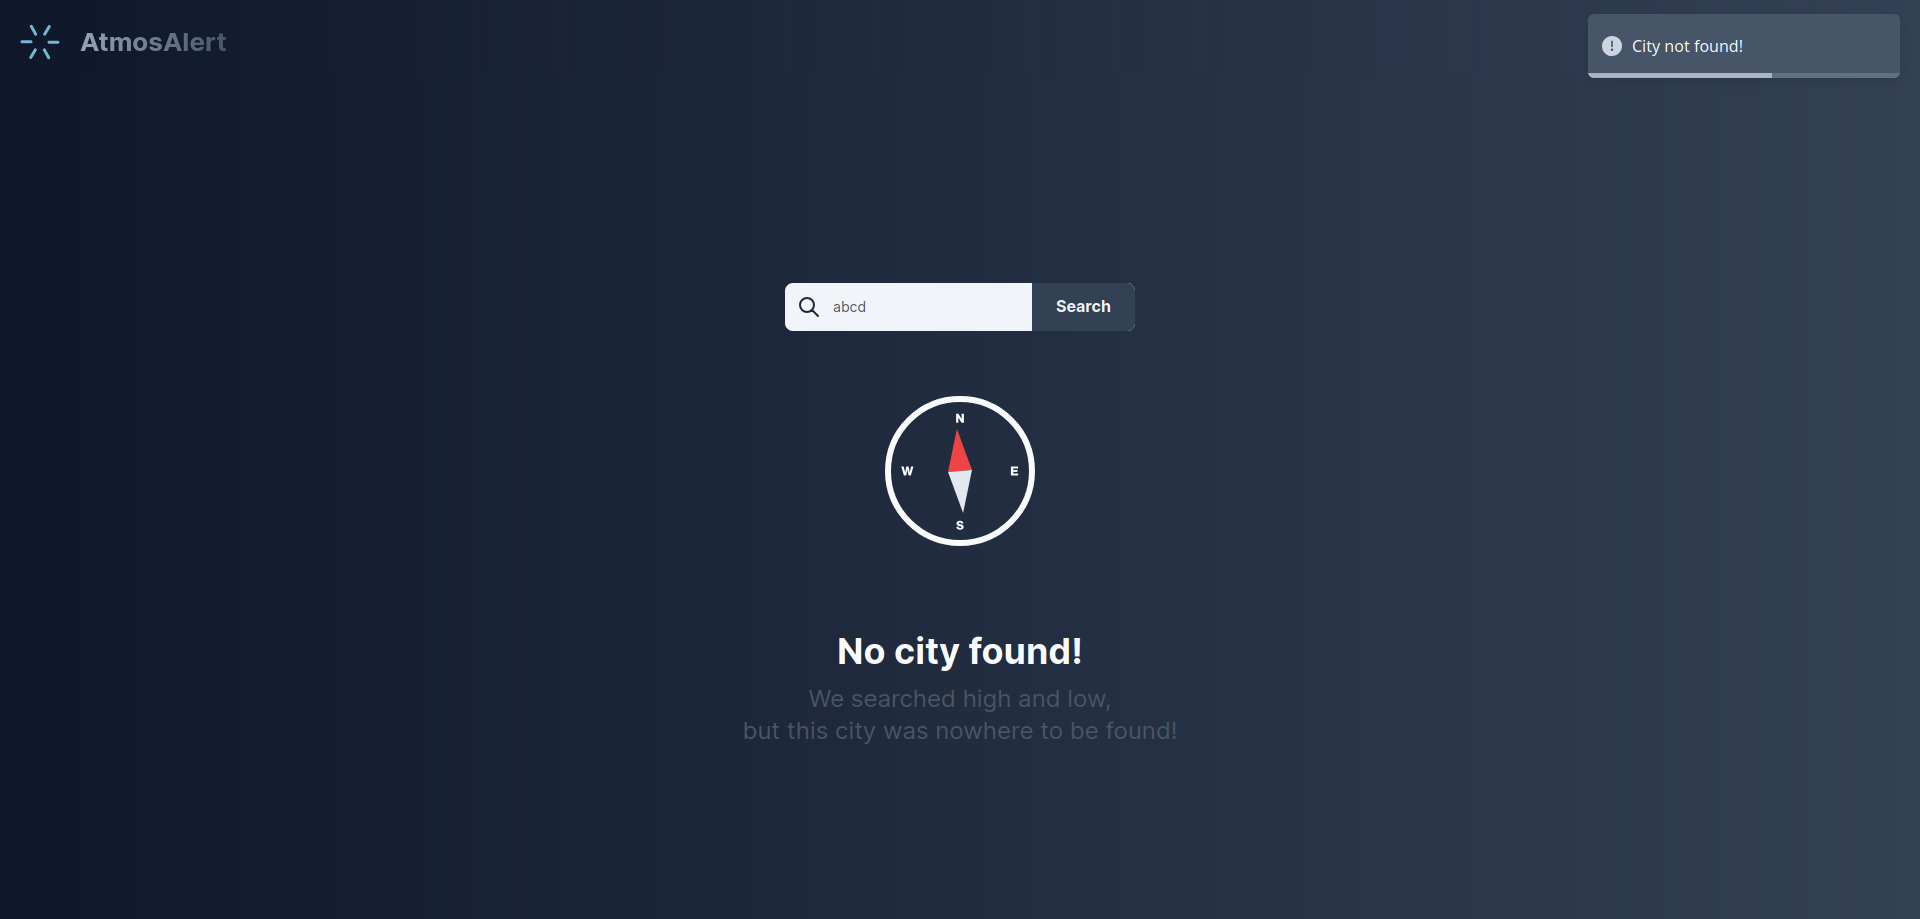 AtmosAlert
City not found!
abcd
Search
N
W
E
S
No city found!
We searched high and low,
but this city was nowhere to be found!